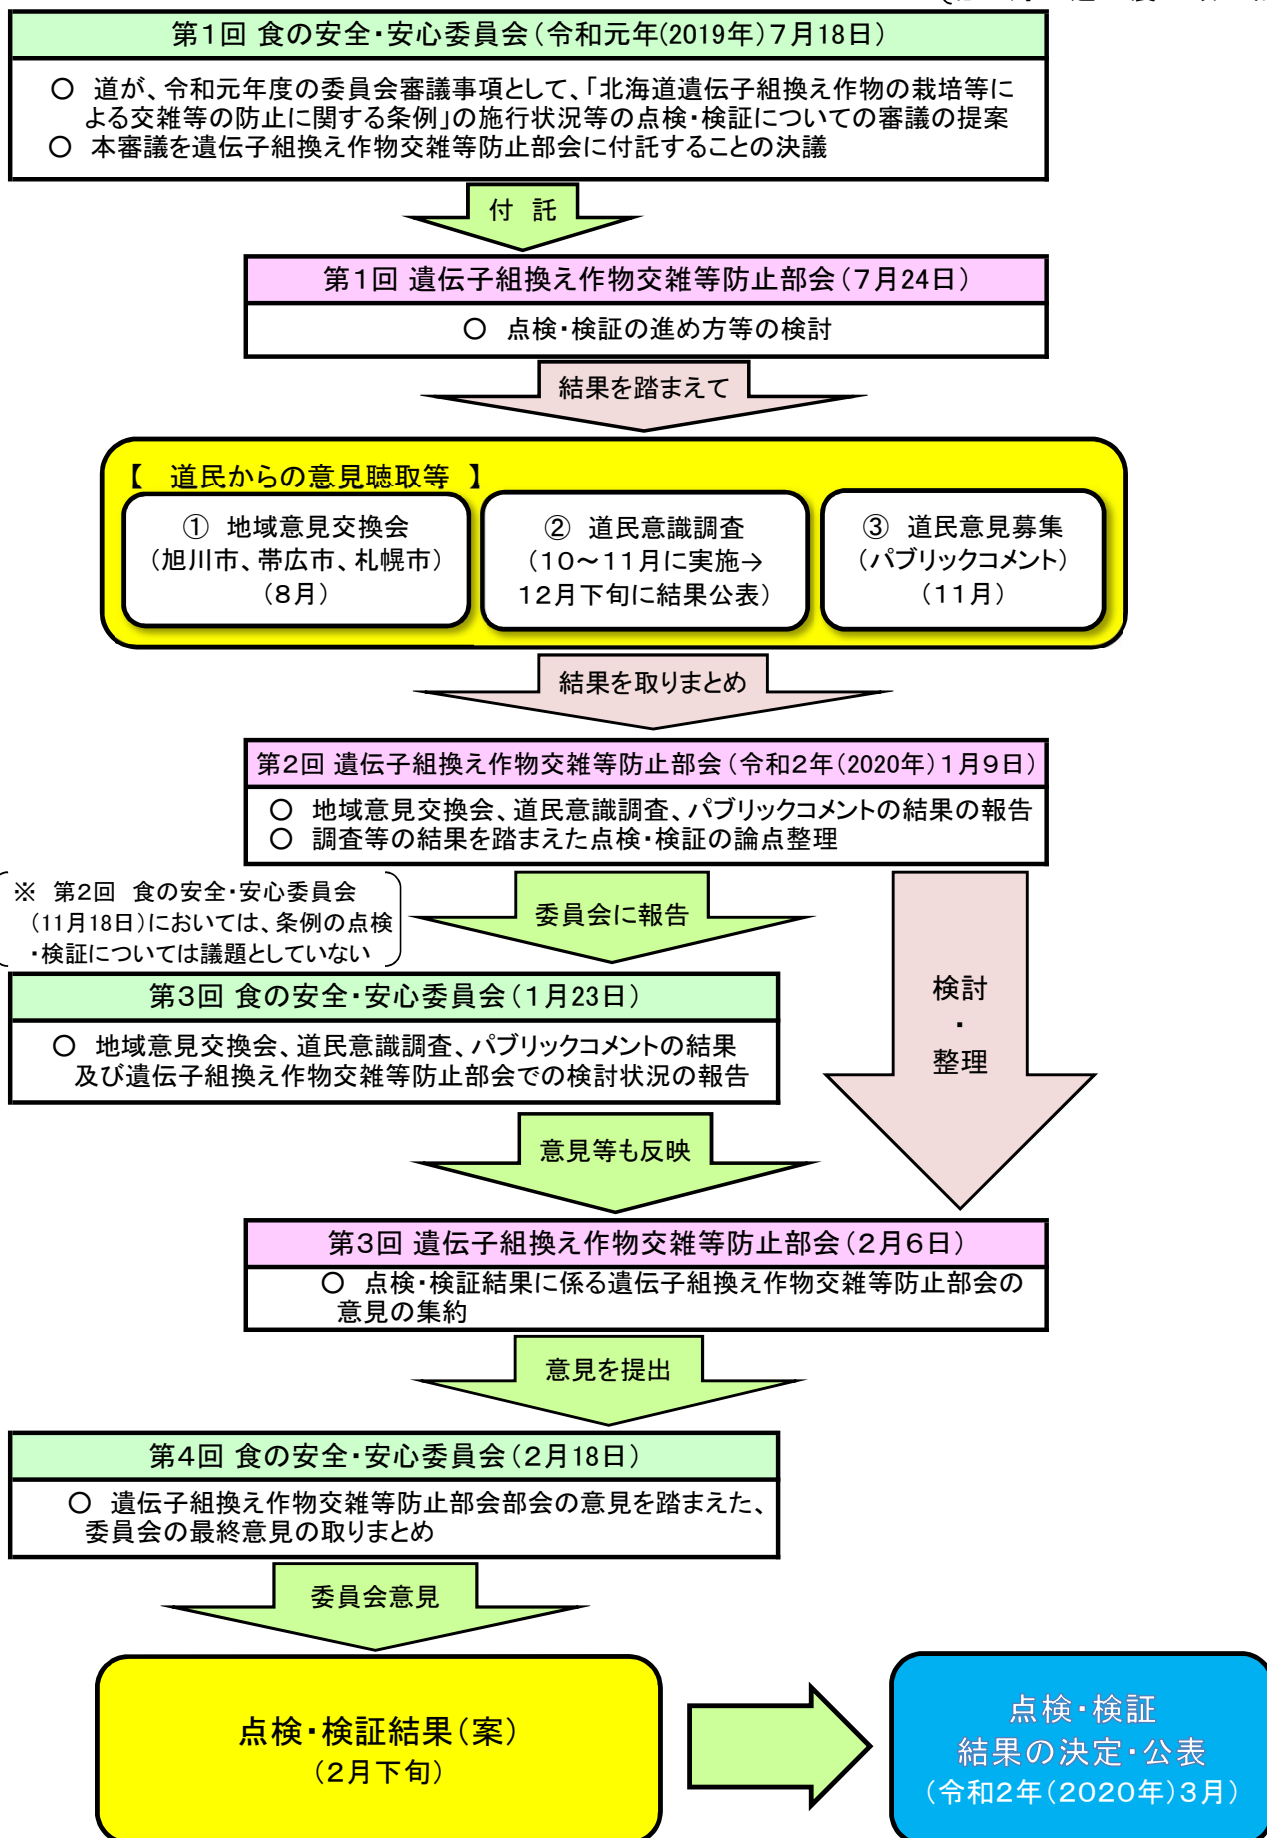 第１回 食の安全・安心委員会（令和元年(2019年)７月18日）
○　道が、令和元年度の委員会審議事項として、「北海道遺伝子組換え作物の栽培等に
よる交雑等の防止に関する条例」の施行状況等の点検・検証についての審議の提案
○　本審議を遺伝子組換え作物交雑等防止部会に付託することの決議
付　託
第１回 遺伝子組換え作物交雑等防止部会（７月24日）
○　点検・検証の進め方等の検討
結果を踏まえて
【　道民からの意見聴取等　】
①　地域意見交換会
（旭川市、帯広市、札幌市）
（８月）
②　道民意識調査
（１０～１１月に実施→
１２月下旬に結果公表）
③　道民意見募集
（パブリックコメント）
（１１月）
結果を取りまとめ
第２回 遺伝子組換え作物交雑等防止部会（令和２年（2020年）１月９日）
○　地域意見交換会、道民意識調査、パブリックコメントの結果の報告
○　調査等の結果を踏まえた点検・検証の論点整理
※　第２回　食の安全・安心委員会
（11月18日）においては、条例の点検
・検証については議題としていない
委員会に報告
検討
・
整理
第３回 食の安全・安心委員会（１月23日）
○　地域意見交換会、道民意識調査、パブリックコメントの結果
及び遺伝子組換え作物交雑等防止部会での検討状況の報告
意見等も反映
第３回 遺伝子組換え作物交雑等防止部会（２月６日）
○　点検・検証結果に係る遺伝子組換え作物交雑等防止部会の
意見の集約
意見を提出
第４回 食の安全・安心委員会（２月18日）
○　遺伝子組換え作物交雑等防止部会部会の意見を踏まえた、
委員会の最終意見の取りまとめ
委員会意見
点検・検証結果（案）
（２月下旬）
点検・検証
結果の決定・公表
（令和２年（２０２０年）３月）